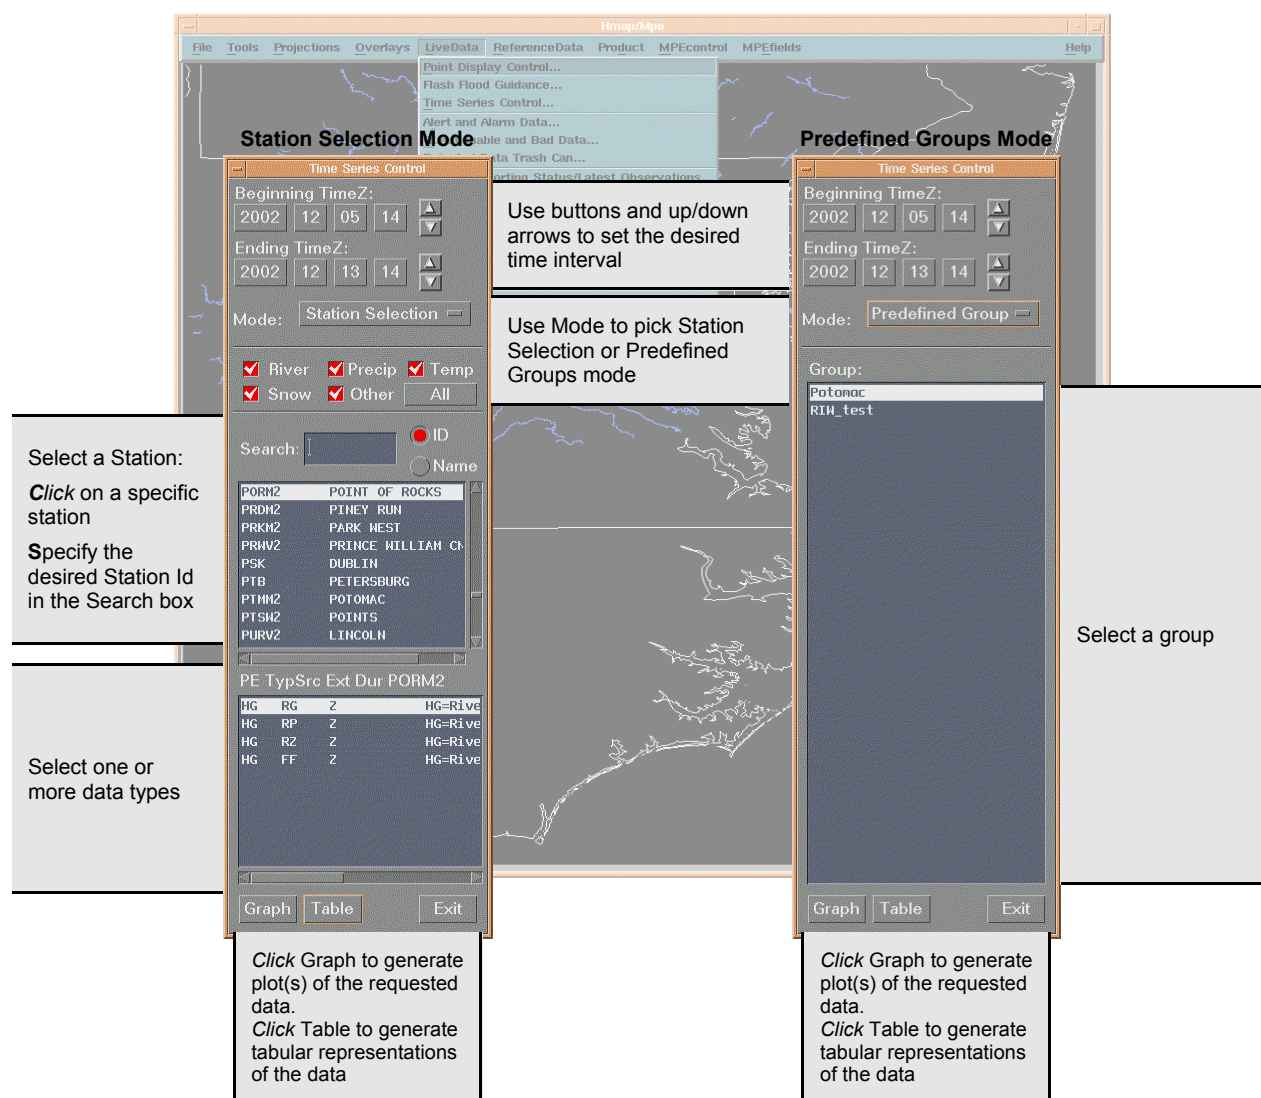 Hmap/Mpe
File Tools Projections Overlays LiveData ReferenceData Product MPEcontrol MPEfields Help
Point Display Control...
Flash Flood Guidance...
Time Series Control...
Alert and Alarm Data...
and Bad Data...
Data Trash Can...
Status/Latest Observations
Station Selection Mode
Time Series Control
Beginning TimeZ:
2002 12 05 14
Ending TimeZ:
2002 12 13 14
Mode: Station Selection
River Precip Temp
Snow Other All
Search: ID
Name
PORM2 POINT OF ROCKS
PRDM2 PINEY RUN
PRKM2 PARK WEST
PRWV2 PRINCE WILLIAM CN
PSK DUBLIN
PTB PETERSBURG
PTMM2 POTOMAC
PTSW2 POINTS
PURV2 LINCOLN
PE TypSrc Ext Dur PORM2
HG RG Z HG=Rive
HG RP Z HG=Rive
HG RZ Z HG=Rive
HG FF Z HG=Rive
Graph Table Exit
Use buttons and up/down
arrows to set the desired
time interval
Use Mode to pick Station
Selection or Predefined
Groups mode
Select a Station:
Click on a specific
station
Specify the
desired Station Id
in the Search box
Select one or
more data types
Click Graph to generate
plot(s) of the requested
data.
Click Table to generate
tabular representations
of the data
Predefined Groups Mode
Time Series Control
Beginning TimeZ:
2002 12 05 14
Ending TimeZ:
2002 12 13 14
Mode: Predefined Group
Group:
Potomac
RIW_test
Graph Table Exit
Select a group
Click Graph to generate
plot(s) of the requested
data.
Click Table to generate
tabular representations
of the data